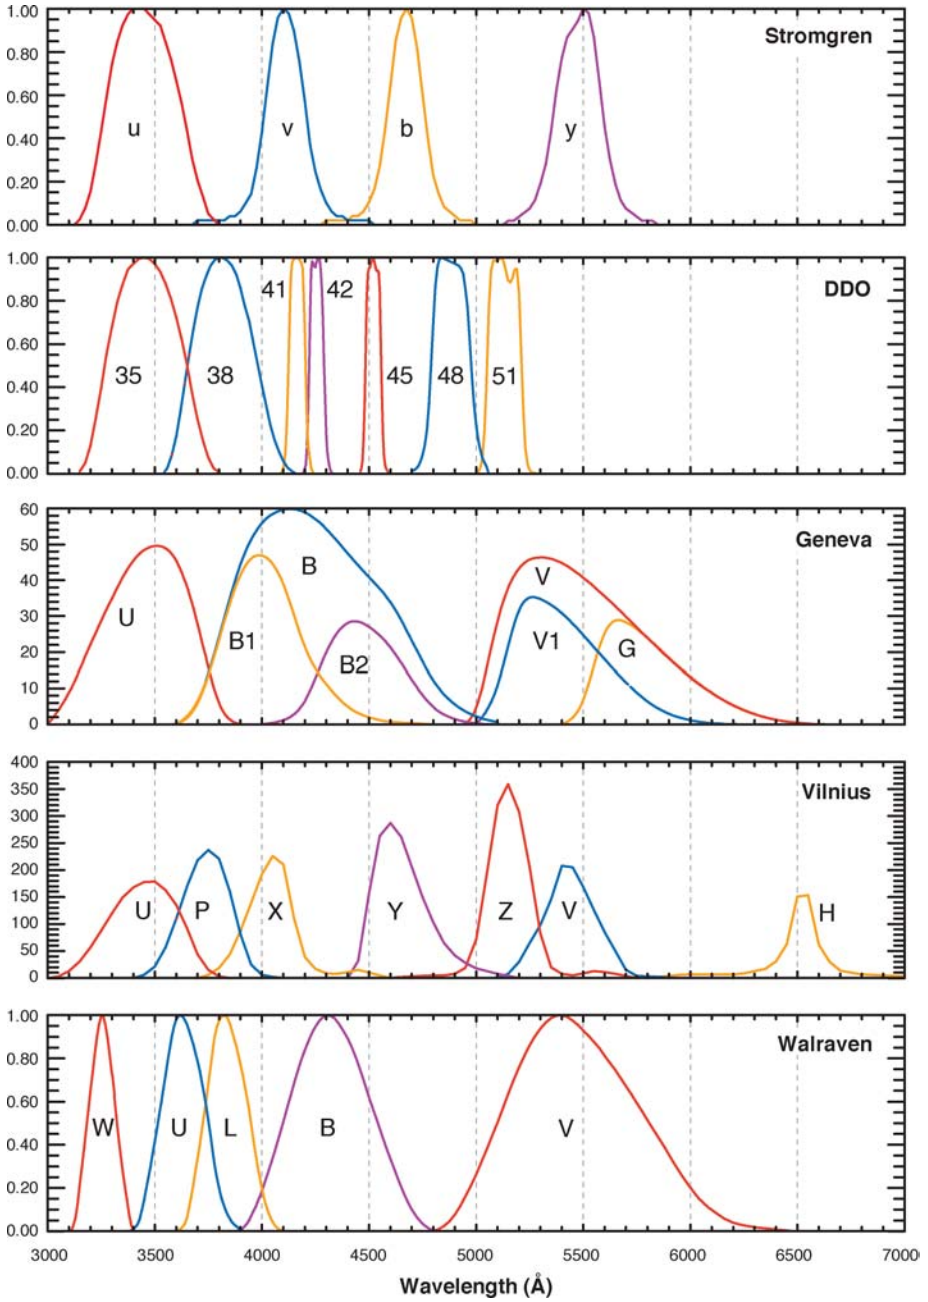 1.00
0.80
0.60
0.40
0.20
0.00
Stromgren
u
v
b
y
1.00
0.80
0.60
0.40
0.20
0.00
DDO
41
42
35
38
45
48
51
60
50
40
30
20
10
0
Geneva
U
B
B1
B2
V
V1
G
400
350
300
250
200
150
100
50
0
Vilnius
U
P
X
Y
Z
V
H
1.00
0.80
0.60
0.40
0.20
0.00
Walraven
W
U
L
B
V
3000 3500 4000 4500 5000 5500 6000 6500 7000
Wavelength (Å)